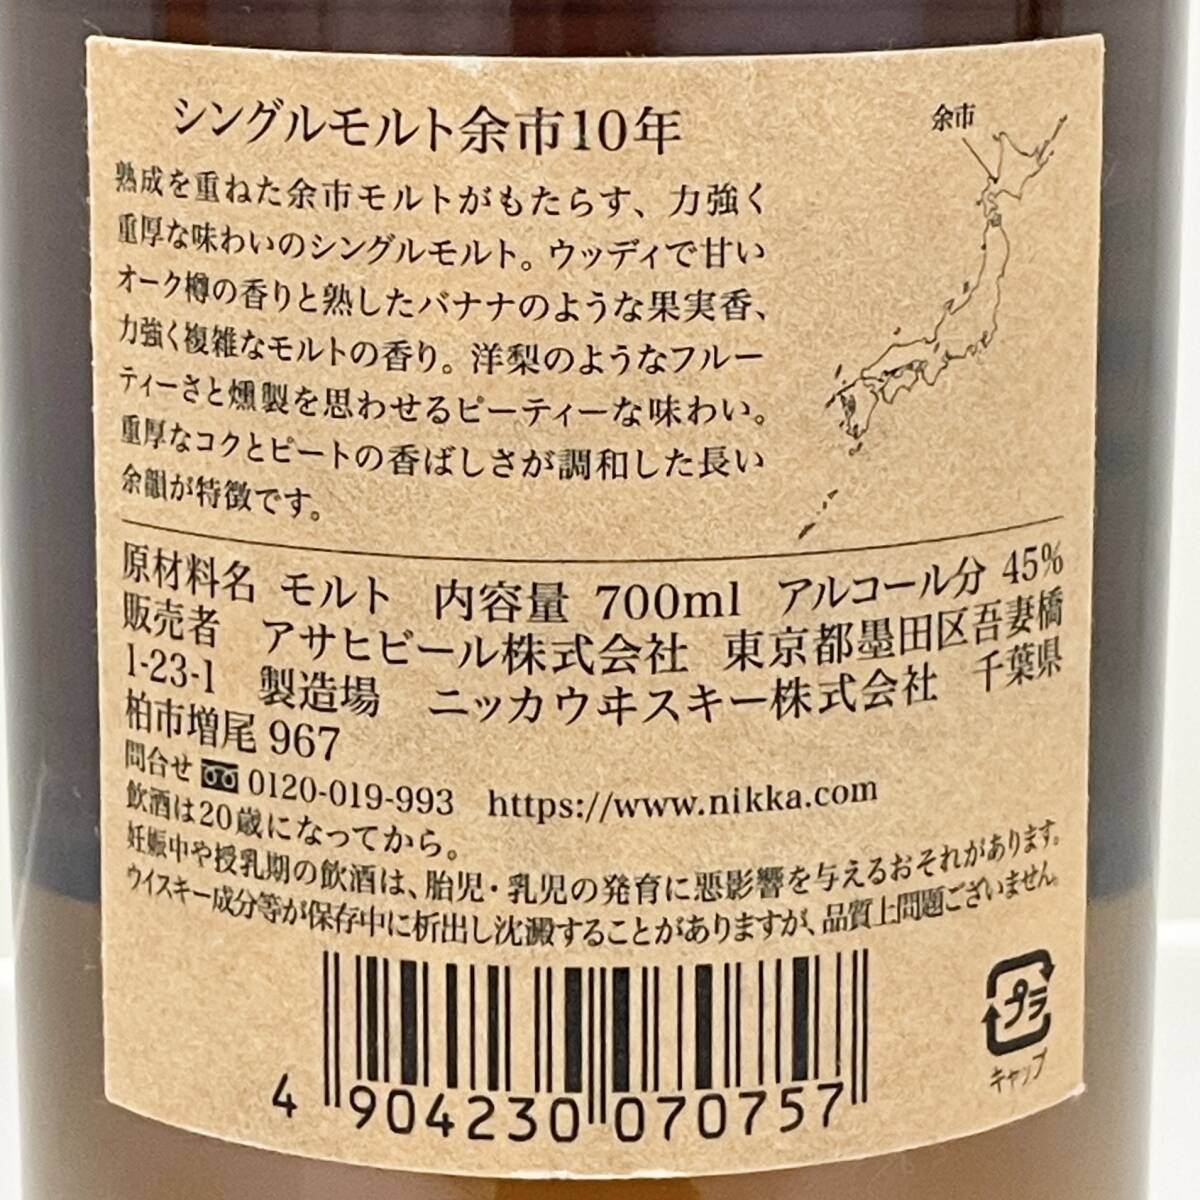 シングルモルト余市10年
余市
熟成を重ねた余市モルトがもたらす、力強く
重厚な味わいのシングルモルト。ウッディで甘い
オーク樽の香りと熟したバナナのような果実香、
力強く複雑なモルトの香り。洋梨のようなフルー
ティーさと燻製を思わせるピーティーな味わい。
重厚なコクとピートの香ばしさが調和した長い
余韻が特徴です。
原材料名 モルト 内容量 700ml アルコール分 45%
販売者 アサヒビール株式会社 東京都墨田区吾妻橋
1-23-1 製造場 ニッカウヰスキー株式会社 千葉県
柏市増尾967
問合せ 0120-019-993 https://www.nikka.com
飲酒は20歳になってから。
妊娠中や授乳期の飲酒は、胎児・乳児の発育に悪影響を与えるおそれがあります。
ウイスキー成分等が保存中に析出し沈澱することがありますが、品質上問題ございません。
プラ
キャップ
4 904230 070757